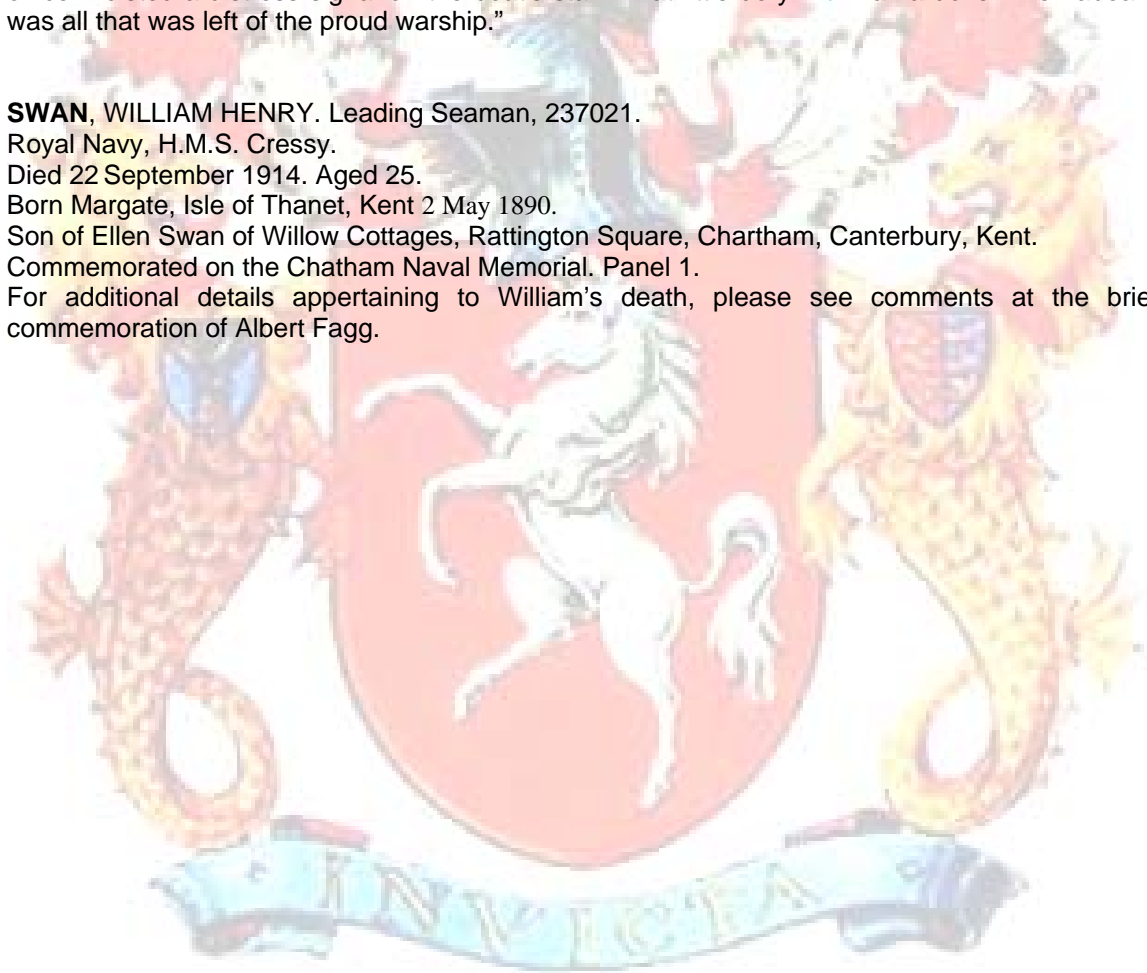 was all that was left of the proud warship.”
SWAN, WILLIAM HENRY. Leading Seaman, 237021.
Royal Navy, H.M.S. Cressy.
Died 22 September 1914. Aged 25.
Born Margate, Isle of Thanet, Kent 2 May 1890.
Son of Ellen Swan of Willow Cottages, Rattington Square, Chartham, Canterbury, Kent.
Commemorated on the Chatham Naval Memorial. Panel 1.
For additional details appertaining to William’s death, please see comments at the brie
commemoration of Albert Fagg.
INVICTA